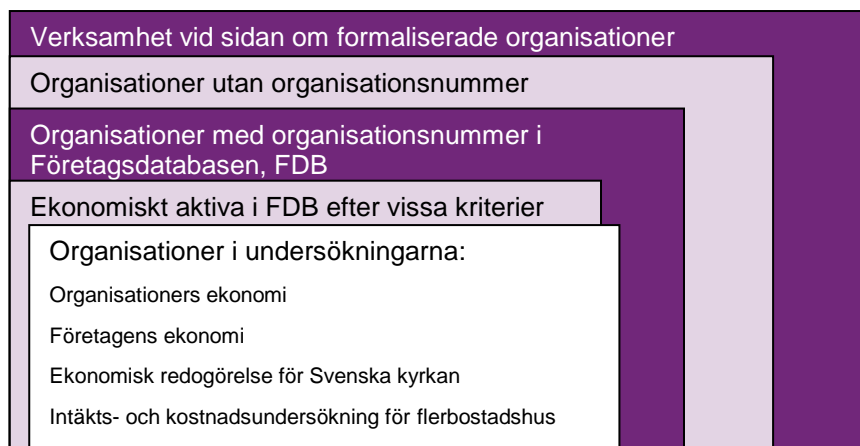 Verksamhet vid sidan om formaliserade organisationer
Organisationer utan organisationsnummer
Organisationer med organisationsnummer i
Företagsdatabasen, FDB
Ekonomiskt aktiva i FDB efter vissa kriterier
Organisationer i undersökningarna:
Organisationers ekonomi
Företagens ekonomi
Ekonomisk redogörelse för Svenska kyrkan
Intäkts- och kostnadsundersökning för flerbostadshus